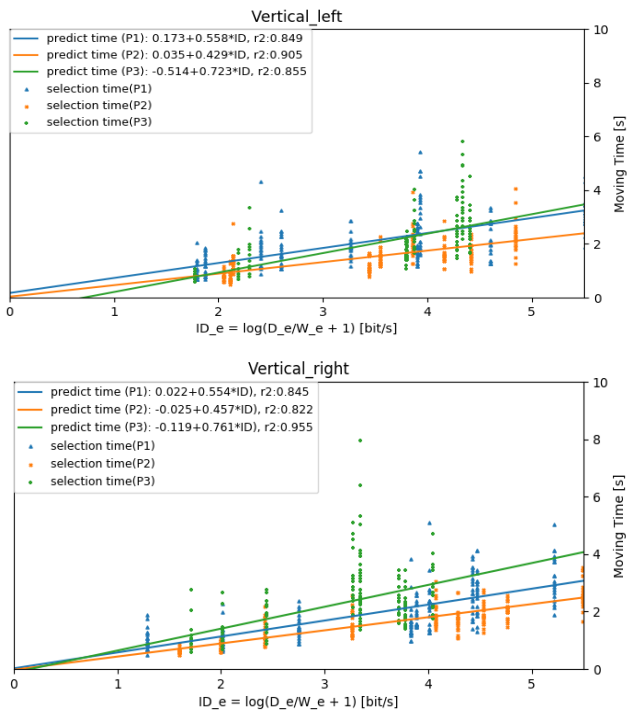 Vertical_left
predict time (P1): 0.173+0.558*ID, r2:0.849
predict time (P2): 0.035+0.429*ID, r2:0.905
predict time (P3): -0.514+0.723*ID, r2:0.855
selection time(P1)
selection time(P2)
selection time(P3)
10
8
6
4
2
0
Moving Time [s]
0 1 2 3 4 5
ID_e = log(D_e/W_e + 1) [bit/s]
Vertical_right
predict time (P1): 0.022+0.554*ID), r2:0.845
predict time (P2): -0.025+0.457*ID), r2:0.822
predict time (P3): -0.119+0.761*ID), r2:0.955
selection time(P1)
selection time(P2)
selection time(P3)
10
8
6
4
2
0
Moving Time [s]
0 1 2 3 4 5
ID_e = log(D_e/W_e + 1) [bit/s]